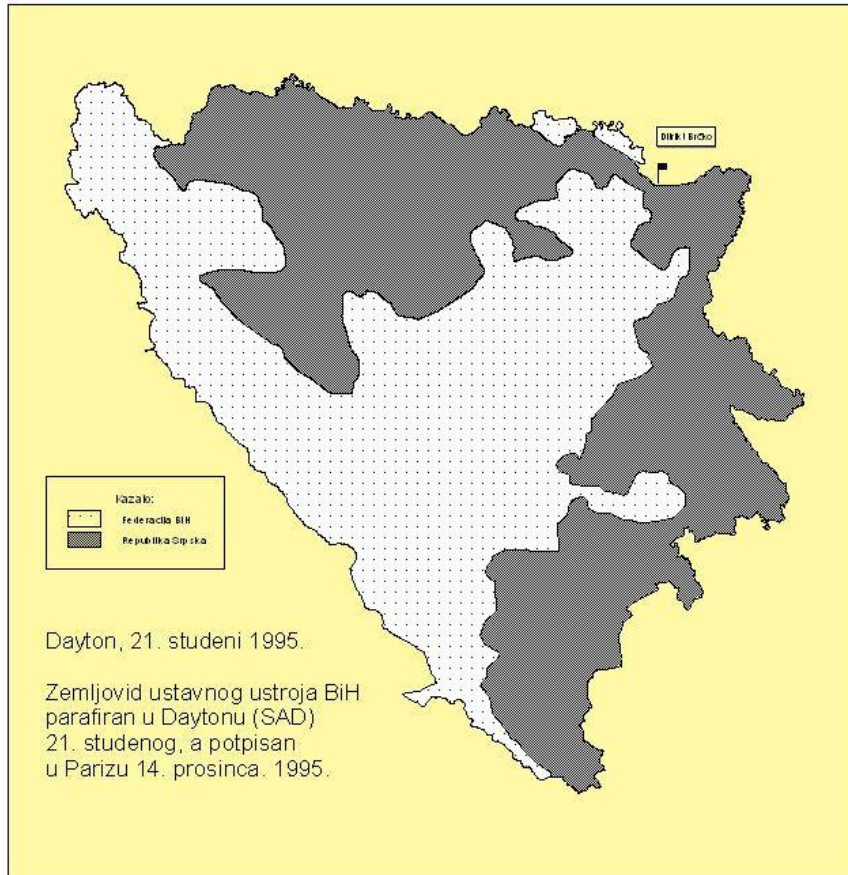 Distrikt Brčko
Kazalo:
Federacija BiH
Republika Srpska
Dayton, 21. studeni 1995.
Zemljovid ustavnog ustroja BiH
parafiran u Daytonu (SAD)
21. studenog, a potpisan
u Parizu 14. prosinca. 1995.